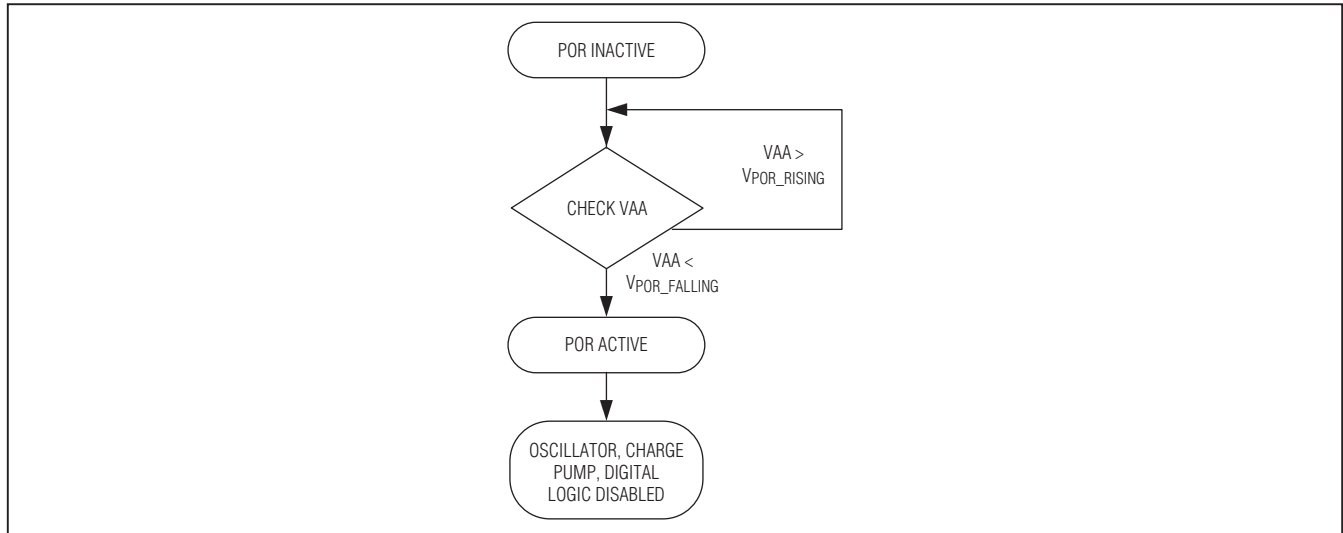 POR INACTIVE
VAA >
VPOR_RISING
CHECK VAA
VAA <
VPOR_FALLING
POR ACTIVE
OSCILLATOR, CHARGE
PUMP, DIGITAL
LOGIC DISABLED